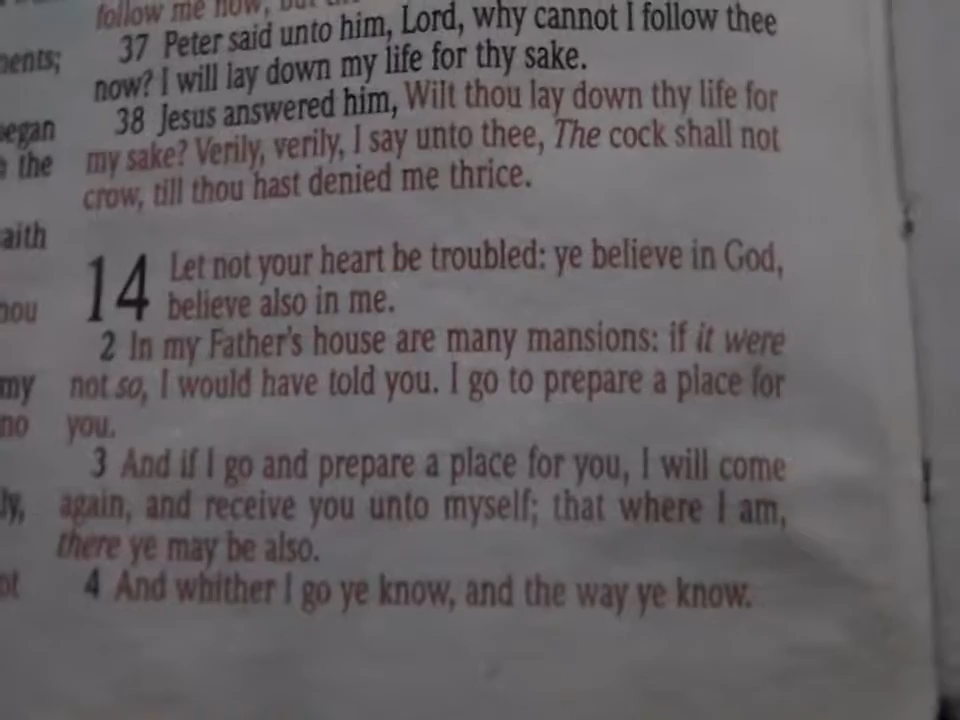 follow me now,
37 Peter said unto him, Lord, why cannot I follow thee
now? I will lay down my life for thy sake.
38 Jesus answered him, Wilt thou lay down thy life for
my sake? Verily, verily, I say unto thee, The cock shall not
crow, till thou hast denied me thrice.
14 Let not your heart be troubled: ye believe in God,
believe also in me.
2 In my Father's house are many mansions: if it were
not so, I would have told you. I go to prepare a place for
you.
3 And if I go and prepare a place for you, I will come
again, and receive you unto myself; that where I am,
there ye may be also.
4 And whither I go ye know, and the way ye know.
the
my
no